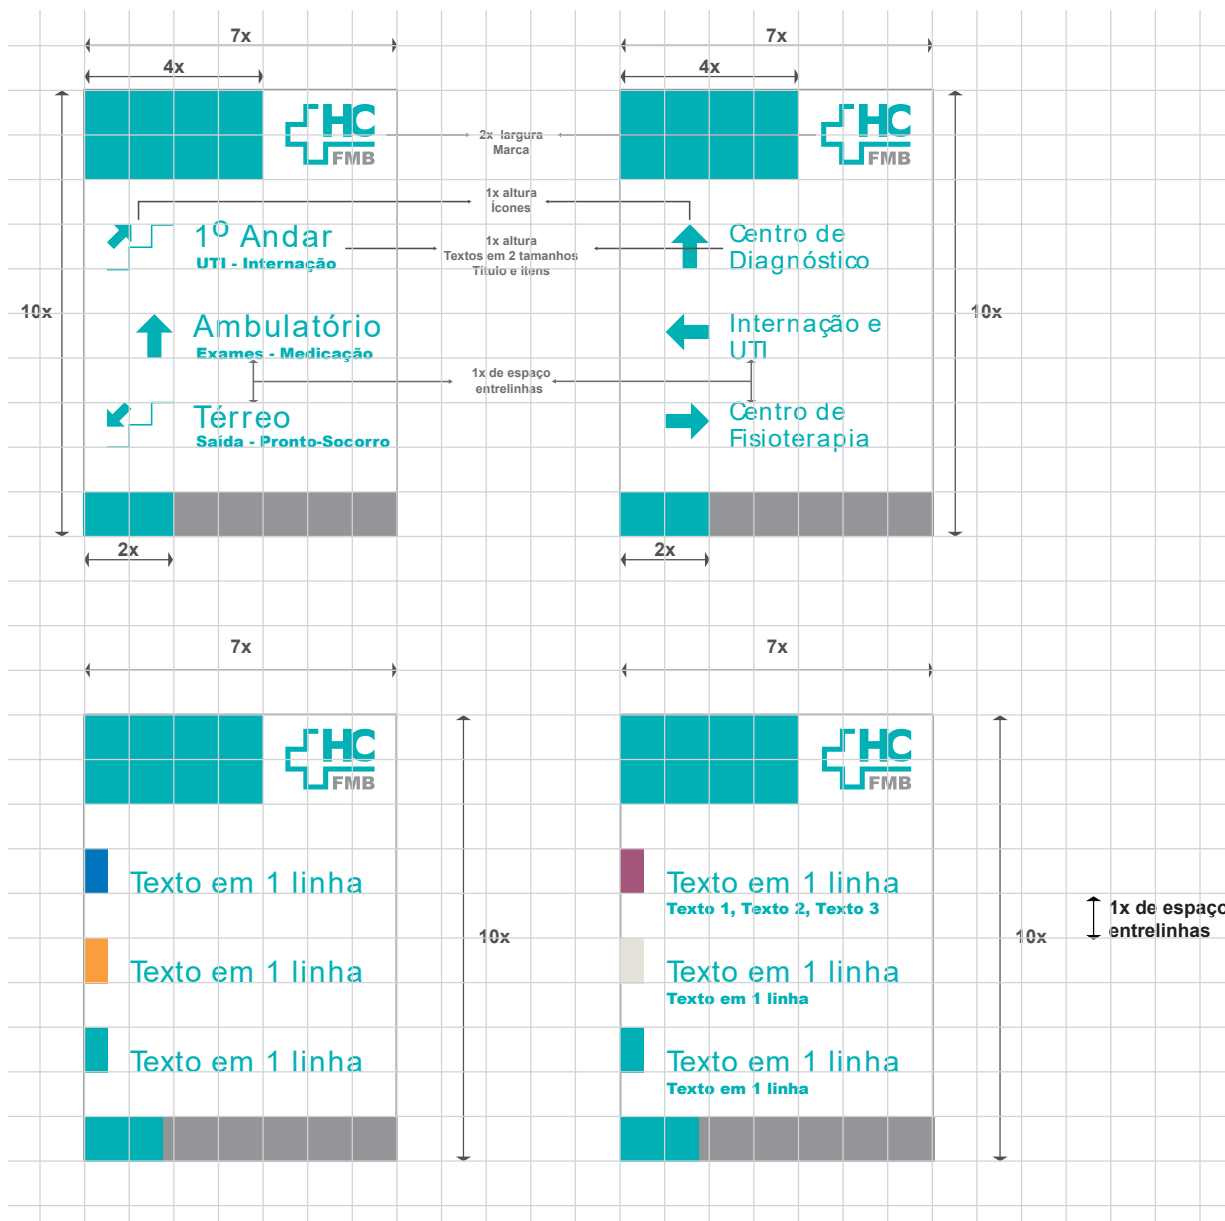 7x
7x
4x
4x
HC
FMB
2x largura
Marca
HC
FMB
1x altura
Ícones
1º Andar
UTI - Internação
1x altura
Textos em 2 tamanhos
Título e itens
Centro de
Diagnóstico
10x
10x
Ambulatório
Exames - Medicação
Internação e
UTI
1x de espaço
entrelinhas
Térreo
Saída - Pronto-Socorro
Centro de
Fisioterapia
2x
2x
7x
7x
HC
FMB
HC
FMB
Texto em 1 linha
Texto em 1 linha
Texto 1, Texto 2, Texto 3
1x de espaço
entrelinhas
10x
10x
Texto em 1 linha
Texto em 1 linha
Texto em 1 linha
Texto em 1 linha
Texto em 1 linha
Texto em 1 linha